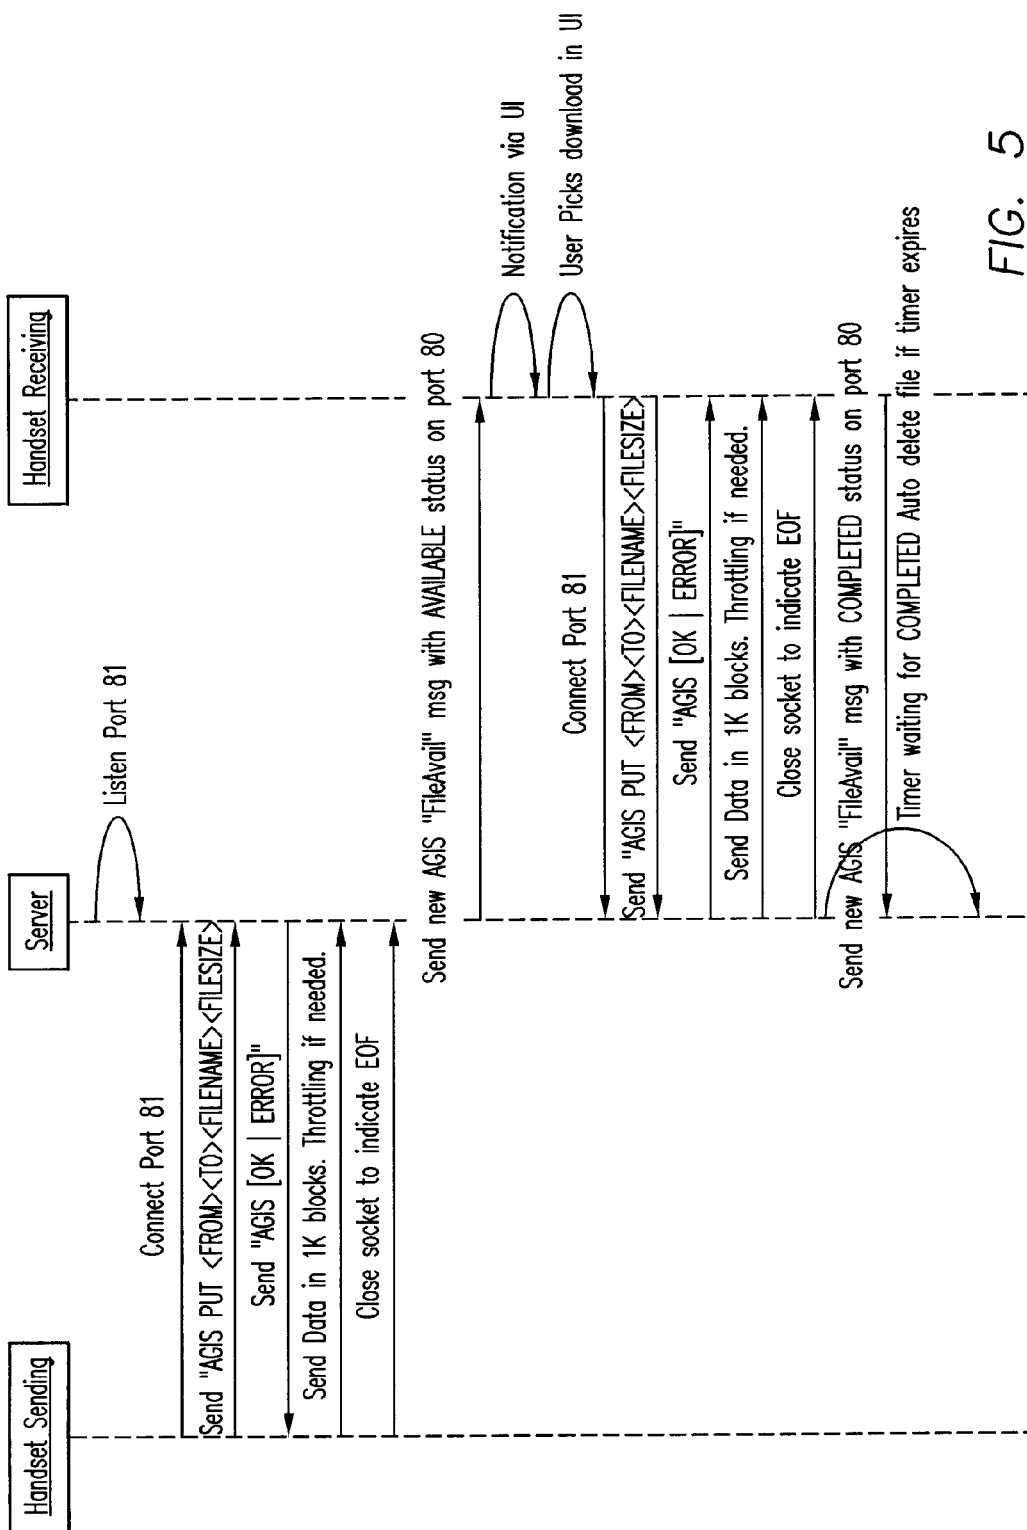 Handset Sending
Server
Handset Receiving
Listen Port 81
Connect Port 81
Send "AGIS PUT <FROM><TO><FILENAME><FILESIZE>
Send "AGIS [OK | ERROR]"
Send Data in 1K blocks. Throttling if needed.
Close socket to indicate EOF
Send new AGIS "FileAvail" msg with AVAILABLE status on port 80
Notification via UI
User Picks download in UI
Connect Port 81
Send "AGIS PUT <FROM><TO><FILENAME><FILESIZE>
Send "AGIS [OK | ERROR]"
Send Data in 1K blocks. Throttling if needed.
Close socket to indicate EOF
Send new AGIS "FileAvail" msg with COMPLETED status on port 80
Timer waiting for COMPLETED Auto delete file if timer expires
FIG. 5